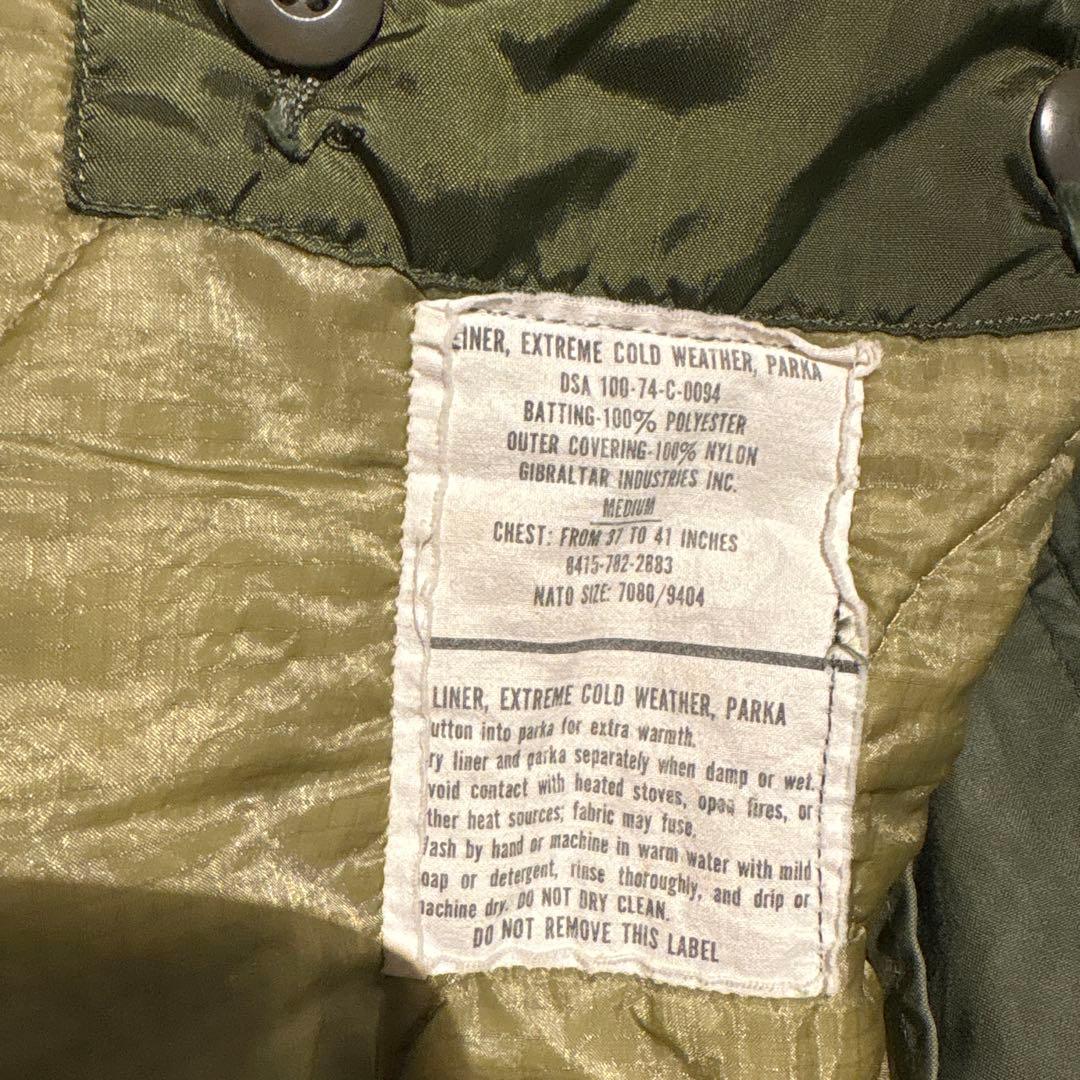 LINER, EXTREME COLD WEATHER, PARKA
DSA 100-74-C-0094
BATTING-100% POLYESTER
OUTER COVERING-100% NYLON
GIBRALTAR INDUSTRIES INC.
MEDIUM
CHEST: FROM 37 TO 41 INCHES
8415-782-2883
NATO SIZE: 7080/9404
LINER, EXTREME COLD WEATHER, PARKA
utton into parka for extra warmth.
ry liner and parka separately when damp or wet.
void contact with heated stoves, open fires, or
ther heat sources; fabric may fuse.
ash by hand or machine in warm water with mild
oap or detergent, rinse thoroughly, and drip or
machine dry. DO NOT DRY CLEAN.
DO NOT REMOVE THIS LABEL